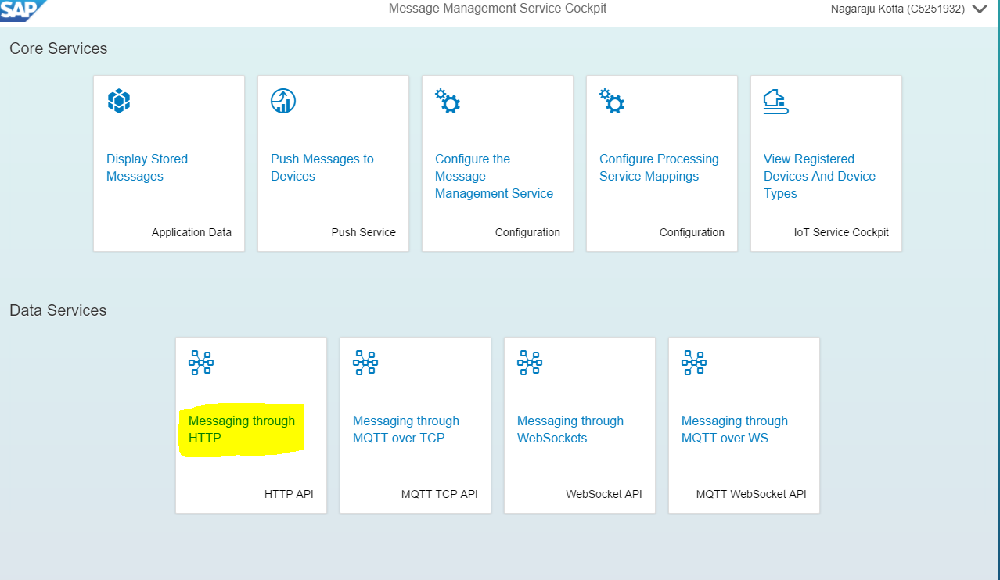 SAP
Message Management Service Cockpit
Nagaraju Kotta (C5251932)
Core Services
Display Stored
Messages
Application Data
Push Messages to
Devices
Push Service
Configure the
Message
Management Service
Configuration
Configure Processing
Service Mappings
Configuration
View Registered
Devices And Device
Types
IoT Service Cockpit
Data Services
Messaging through
HTTP
HTTP API
Messaging through
MQTT over TCP
MQTT TCP API
Messaging through
WebSockets
WebSocket API
Messaging through
MQTT over WS
MQTT WebSocket API